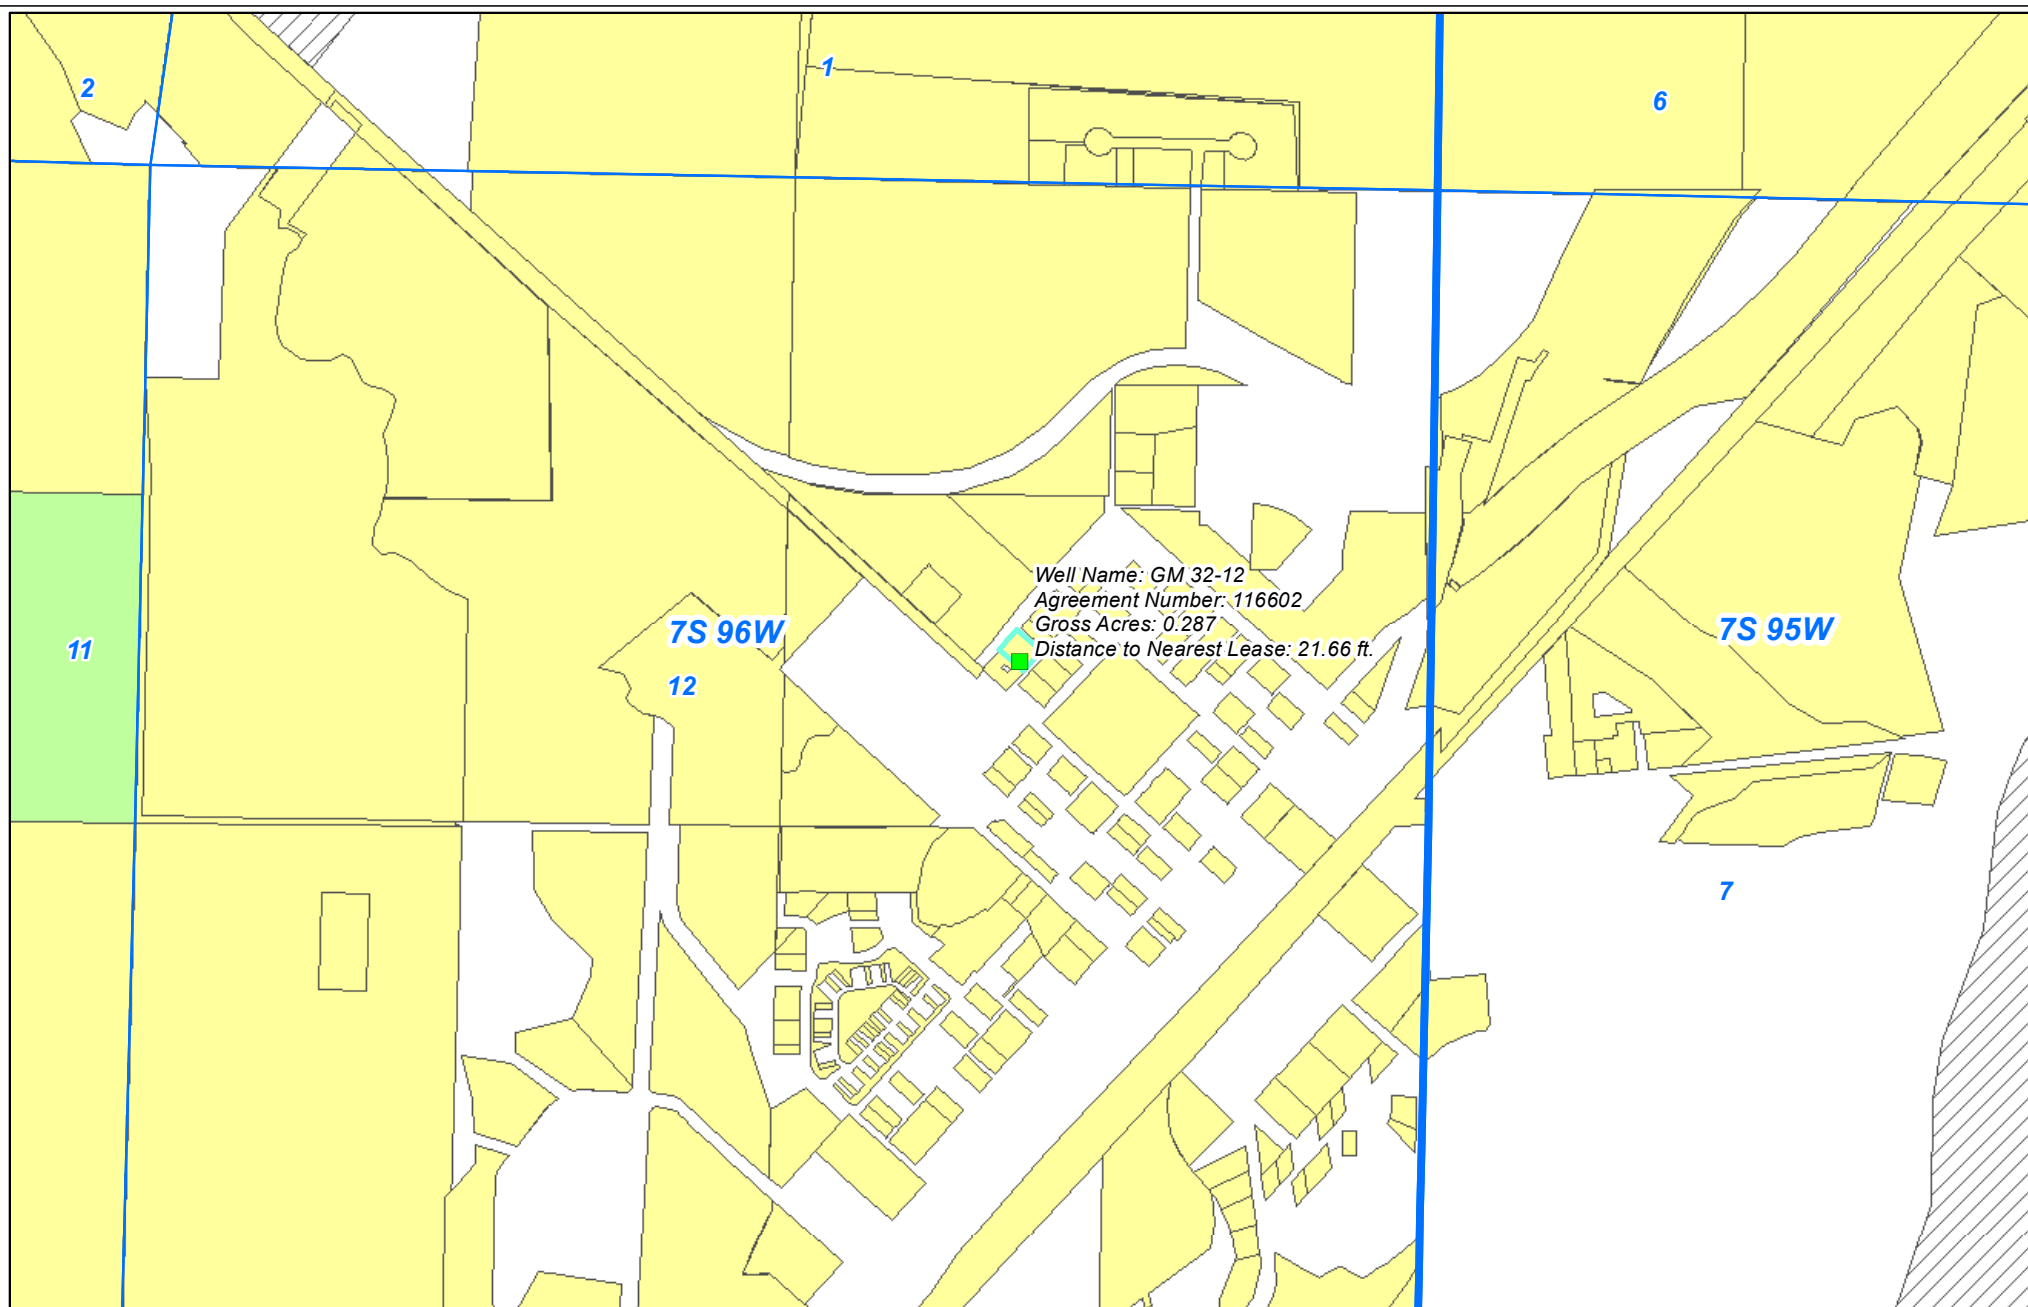 2
1
6
Well Name: GM 32-12
Agreement Number: 116602
Gross Acres: 0.287
Distance to Nearest Lease: 21.66 ft.
7S 96W
7S 95W
11
12
7